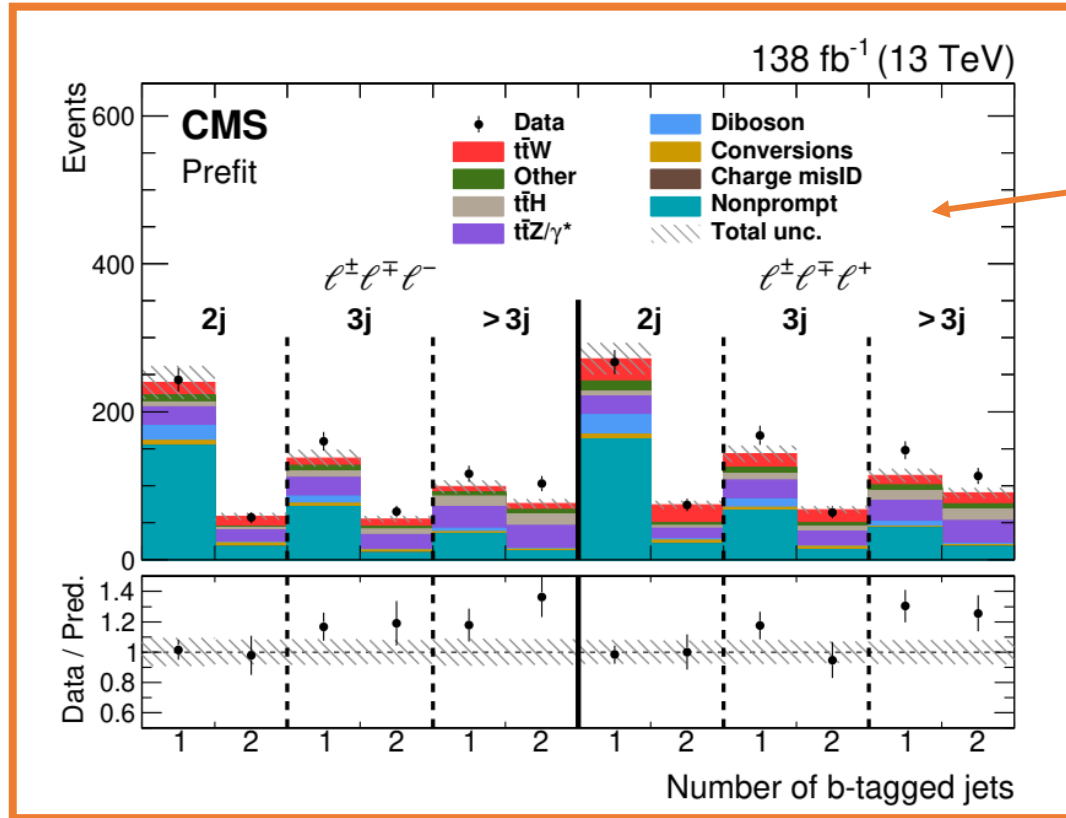 138 fb⁻¹ (13 TeV)
Events
600
400
200
0
CMS
Prefit
Data
tt̄W
Other
tt̄H
tt̄Z/γ*
Diboson
Conversions
Charge misID
Nonprompt
Total unc.
ℓ±ℓ∓ℓ⁻ ℓ±ℓ∓ℓ⁺
2j 3j > 3j 2j 3j > 3j
Data / Pred.
1.4
1.2
1
0.8
0.6
1 2 1 2 1 2 1 2 1 2 1 2
Number of b-tagged jets